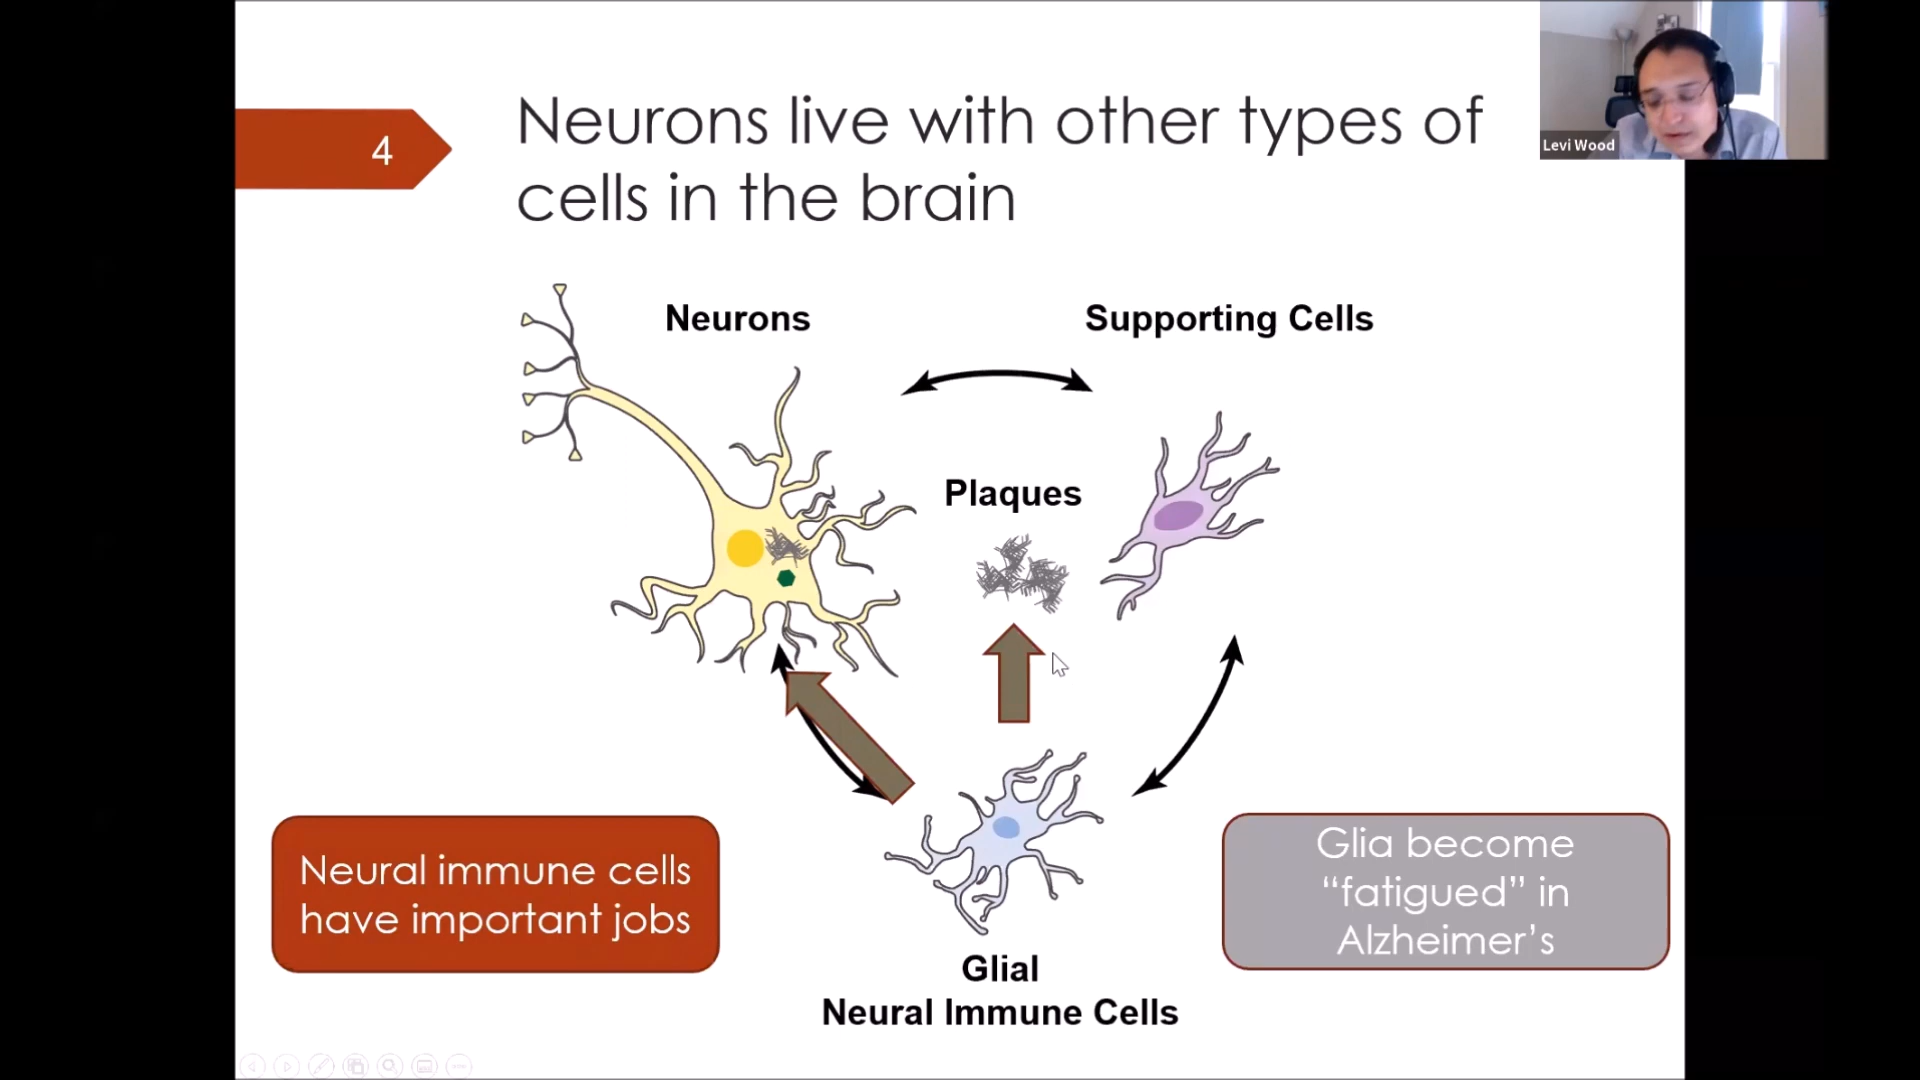 4
Neurons live with other types of
cells in the brain
Levi Wood
Neurons
Supporting Cells
Plaques
Neural immune cells
have important jobs
Glia become
“fatigued” in
Alzheimer’s
Glial
Neural Immune Cells